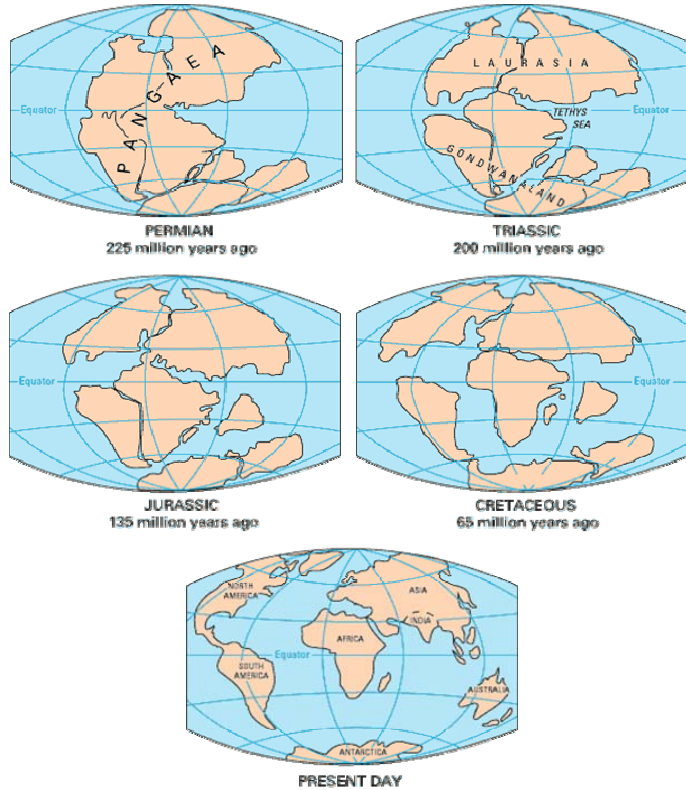 PANGAEA
Equator
PERMIAN
225 million years ago
LAURASIA
TETHYS
SEA
Equator
GONDWANALAND
TRIASSIC
200 million years ago
Equator
JURASSIC
135 million years ago
Equator
CRETACEOUS
65 million years ago
NORTH
AMERICA
ASIA
INDIA
AFRICA
Equator
SOUTH
AMERICA
AUSTRALIA
ANTARCTICA
PRESENT DAY